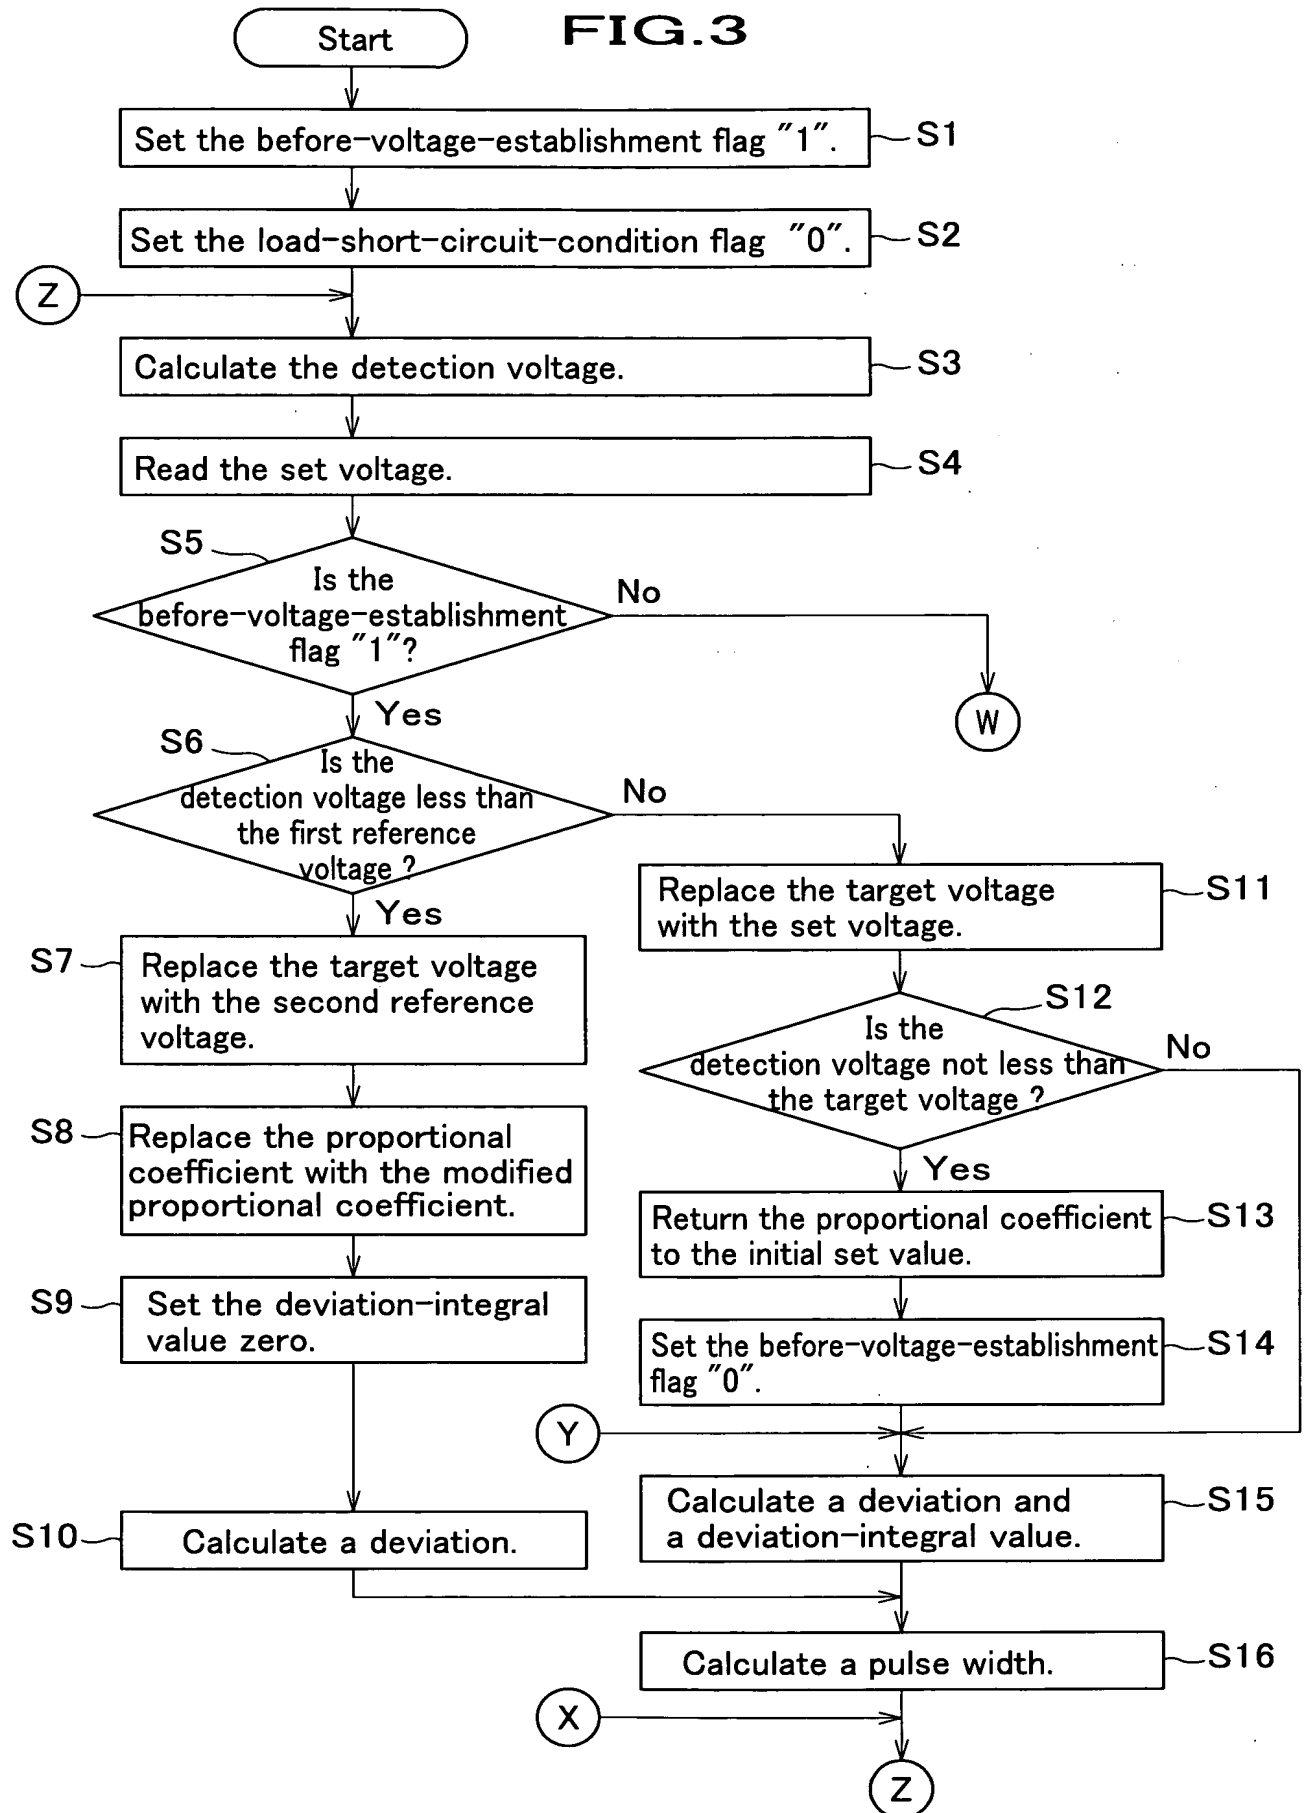 FIG.3
Start
Set the before-voltage-establishment flag "1".
S1
Set the load-short-circuit-condition flag "0".
S2
Z
Calculate the detection voltage.
S3
Read the set voltage.
S4
S5
Is the
before-voltage-establishment
flag "1"?
No
W
Yes
S6
Is the
detection voltage less than
the first reference
voltage ?
No
Yes
S7
Replace the target voltage
with the second reference
voltage.
S8
Replace the proportional
coefficient with the modified
proportional coefficient.
S9
Set the deviation-integral
value zero.
S10
Calculate a deviation.
Replace the target voltage
with the set voltage.
S11
S12
Is the
detection voltage not less than
the target voltage ?
No
Yes
Return the proportional coefficient
to the initial set value.
S13
Set the before-voltage-establishment
flag "0".
S14
Y
Calculate a deviation and
a deviation-integral value.
S15
Calculate a pulse width.
S16
X
Z